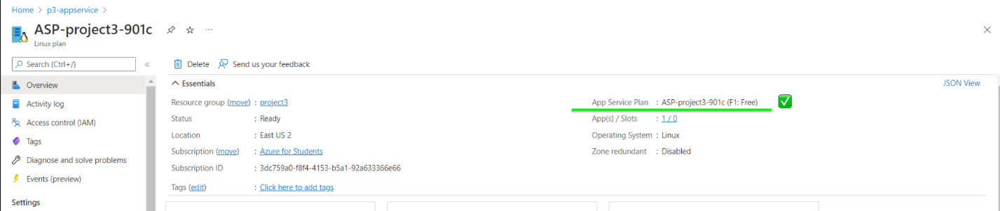 Home > p3-appservice >
ASP-project3-901c
Linux plan
Search (Ctrl+/)
«
Delete
Send us your feedback
Overview
Activity log
Access control (IAM)
Tags
Diagnose and solve problems
Events (preview)
Settings
Essentials
JSON View
Resource group (move) : project3
Status : Ready
Location : East US 2
Subscription (move) : Azure for Students
Subscription ID : 3dc759a0-f8f4-4153-b5a1-92a633366e66
Tags (edit) : Click here to add tags
App Service Plan : ASP-project3-901c (F1: Free)
App(s) / Slots : 1 / 0
Operating System : Linux
Zone redundant : Disabled